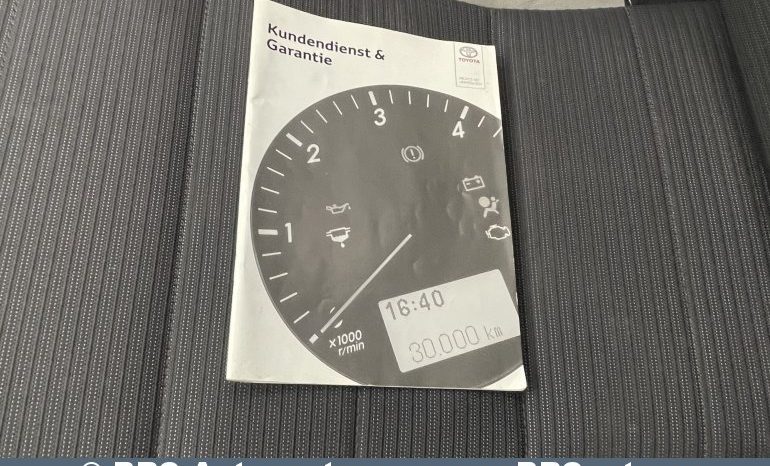 Kundendienst &
Garantie
TOYOTA
3
4
2
1
16:40
30.000 km
x1000
r/min